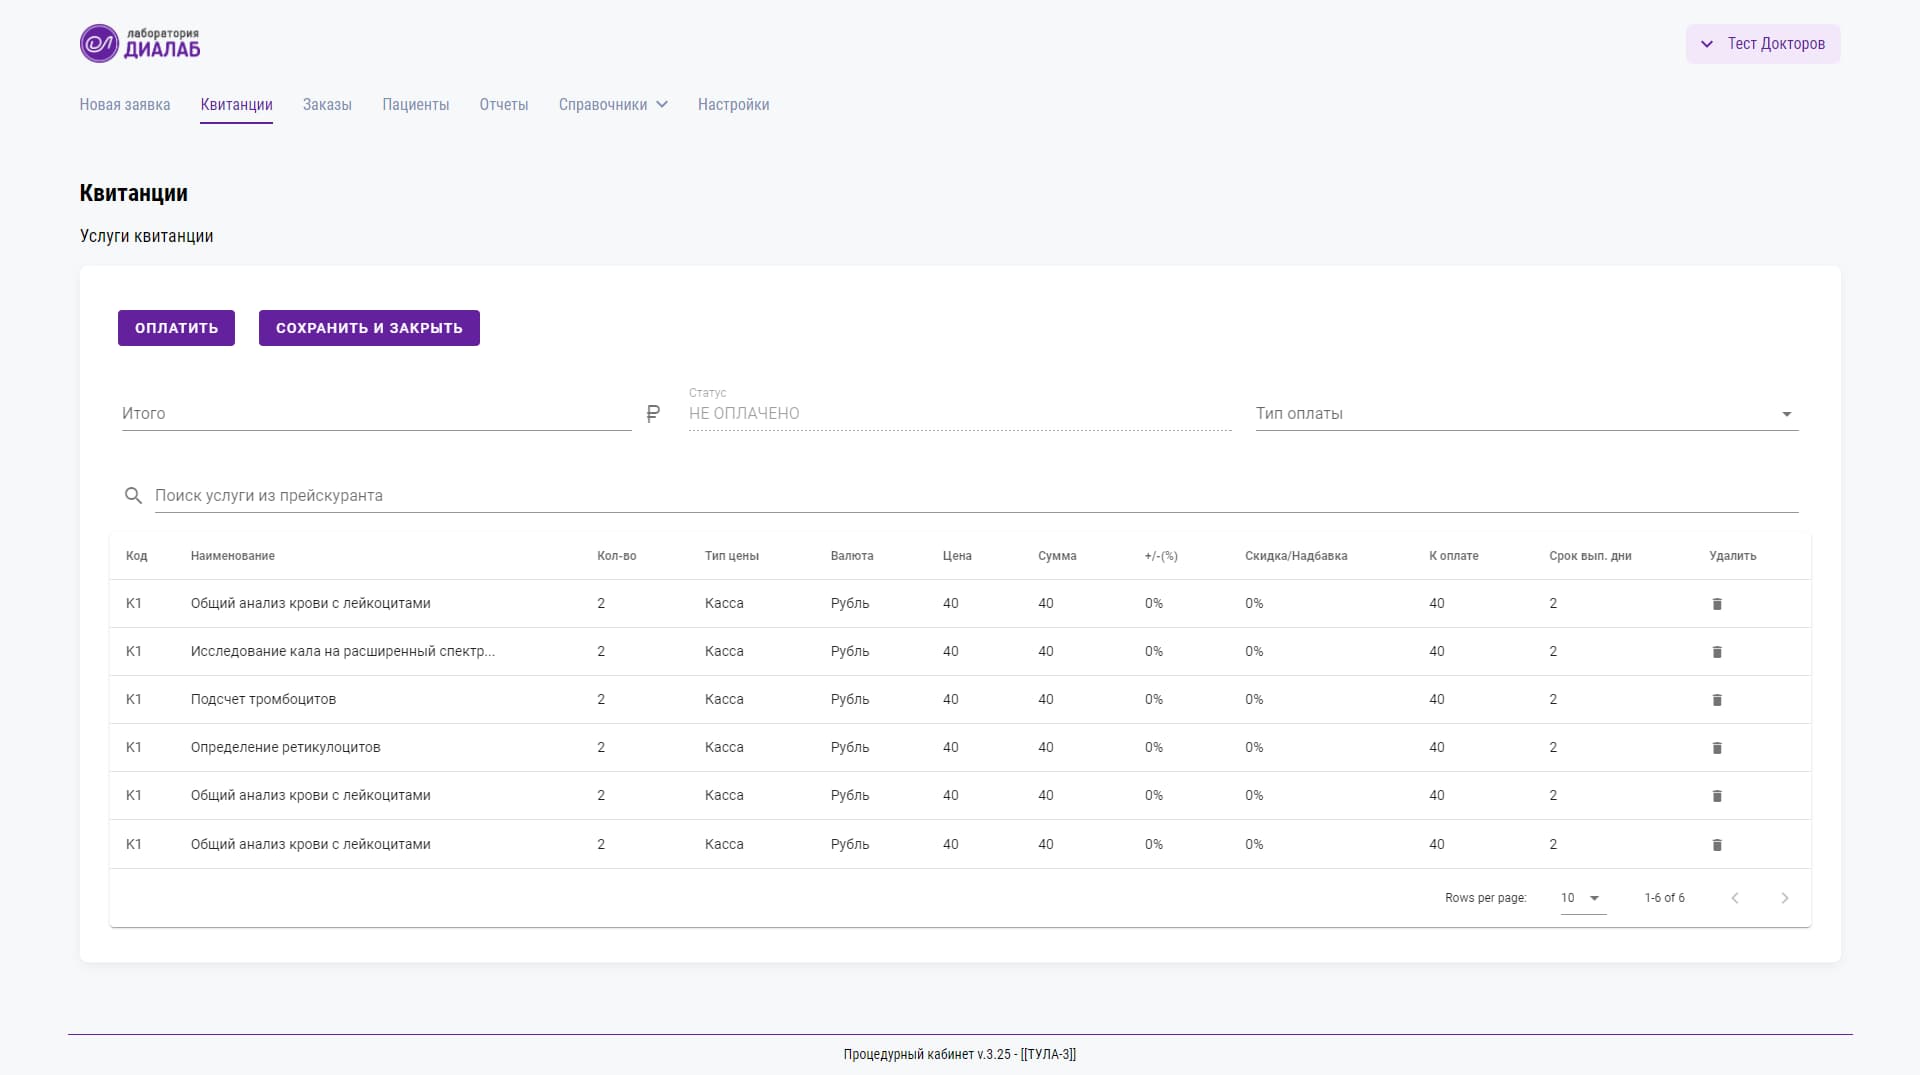 лаборатория
ДИАЛАБ
Тест Докторов
Новая заявка Квитанции Заказы Пациенты Отчеты Справочники Настройки
Квитанции
Услуги квитанции
ОПЛАТИТЬ СОХРАНИТЬ И ЗАКРЫТЬ
Статус
Итого ₽ НЕ ОПЛАЧЕНО Тип оплаты
Поиск услуги из прейскуранта
Код Наименование Кол-во Тип цены Валюта Цена Сумма +/-(%) Скидка/Надбавка К оплате Срок вып. дни Удалить
К1 Общий анализ крови с лейкоцитами 2 Касса Рубль 40 40 0% 0% 40 2
К1 Исследование кала на расширенный спектр... 2 Касса Рубль 40 40 0% 0% 40 2
К1 Подсчет тромбоцитов 2 Касса Рубль 40 40 0% 0% 40 2
К1 Определение ретикулоцитов 2 Касса Рубль 40 40 0% 0% 40 2
К1 Общий анализ крови с лейкоцитами 2 Касса Рубль 40 40 0% 0% 40 2
К1 Общий анализ крови с лейкоцитами 2 Касса Рубль 40 40 0% 0% 40 2
Rows per page: 10 1-6 of 6
Процедурный кабинет v.3.25 - [[ТУЛА-3]]